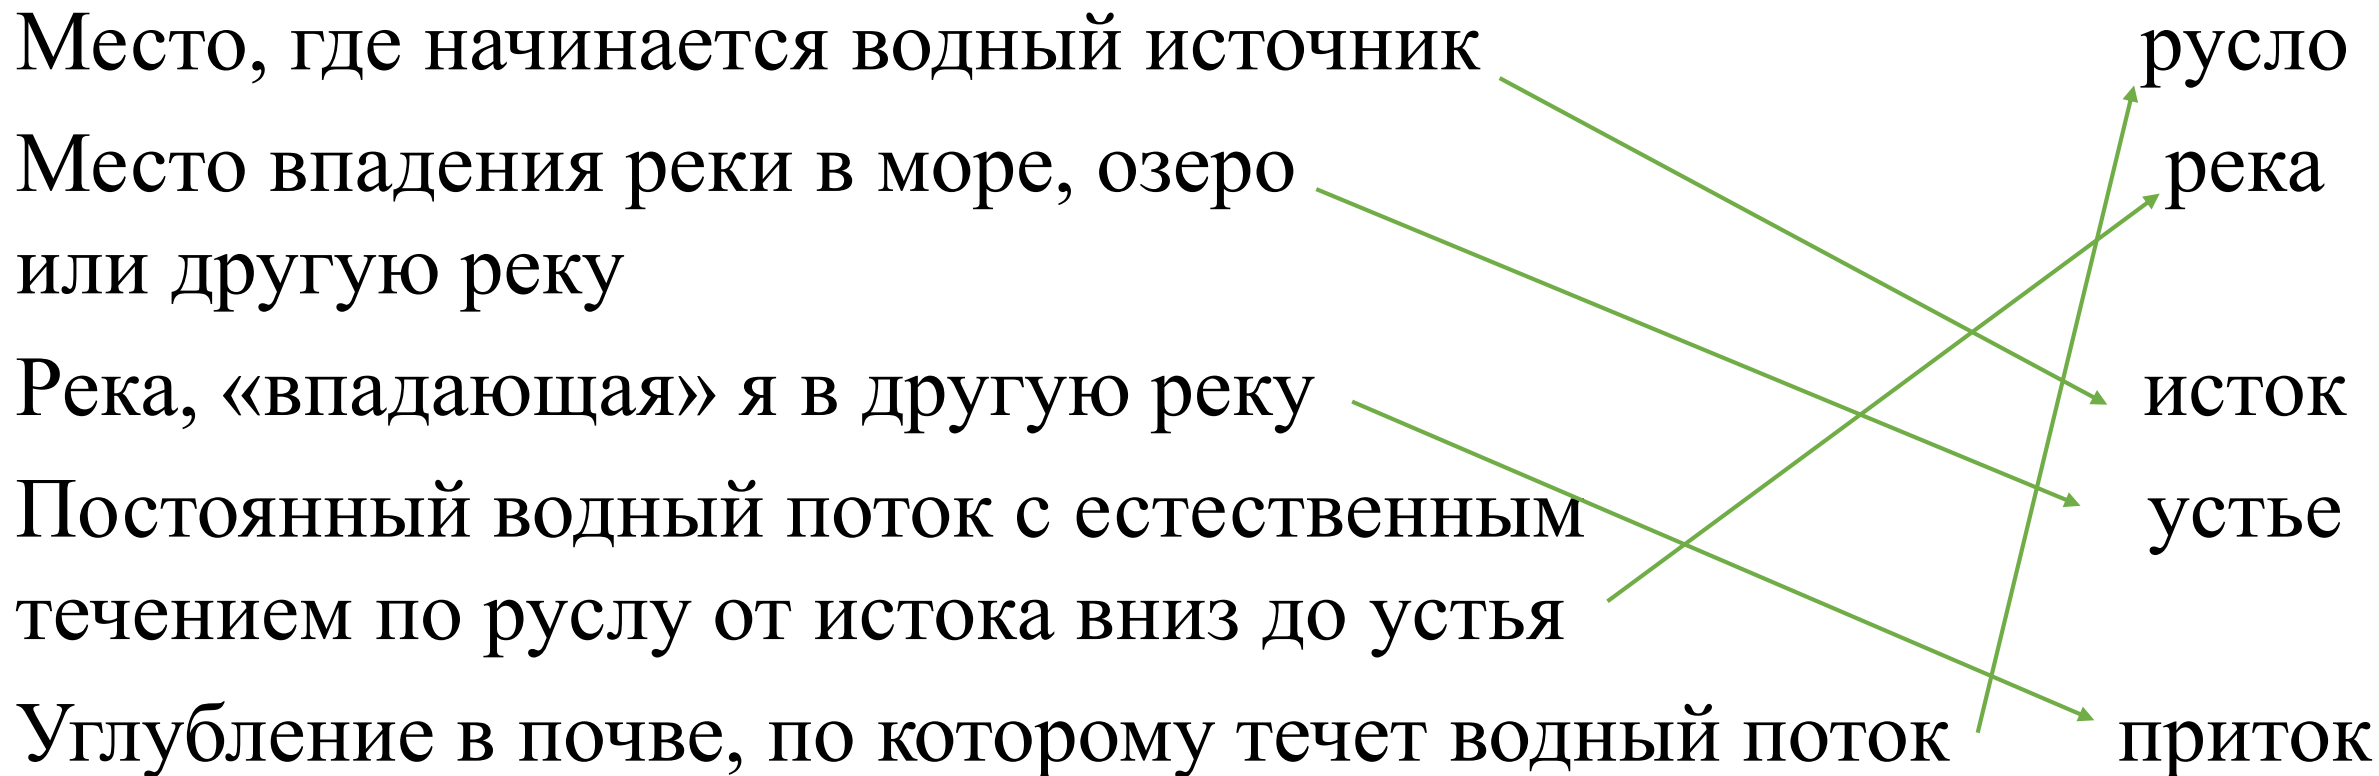 Место, где начинается водный источник русло
Место впадения реки в море, озеро река
или другую реку
Река, «впадающая» я в другую реку исток
Постоянный водный поток с естественным устье
течением по руслу от истока вниз до устья
Углубление в почве, по которому течет водный поток приток